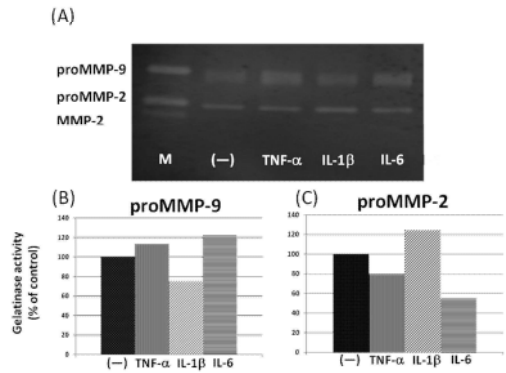 (A)
proMMP-9
proMMP-2
MMP-2
M (—) TNF-α IL-1β IL-6
(B) proMMP-9
Gelatinase activity
(% of control)
140
120
100
80
60
40
20
0
(—) TNF-α IL-1β IL-6
(C) proMMP-2
140
120
100
80
60
40
20
0
(—) TNF-α IL-1β IL-6